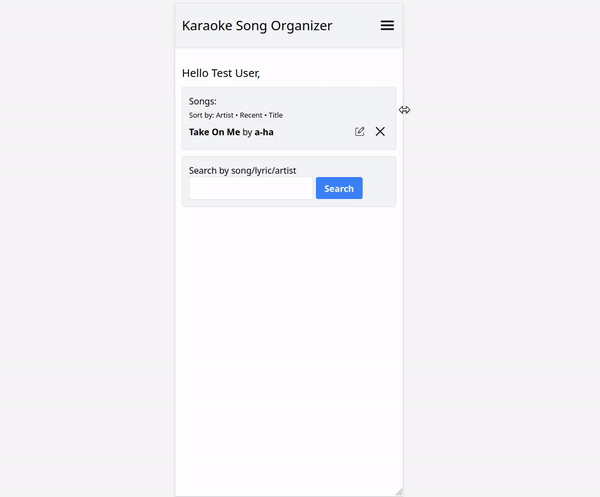 Karaoke Song Organizer
Hello Test User,
Songs:
Sort by: Artist • Recent • Title
Take On Me by a-ha
Search by song/lyric/artist
Search